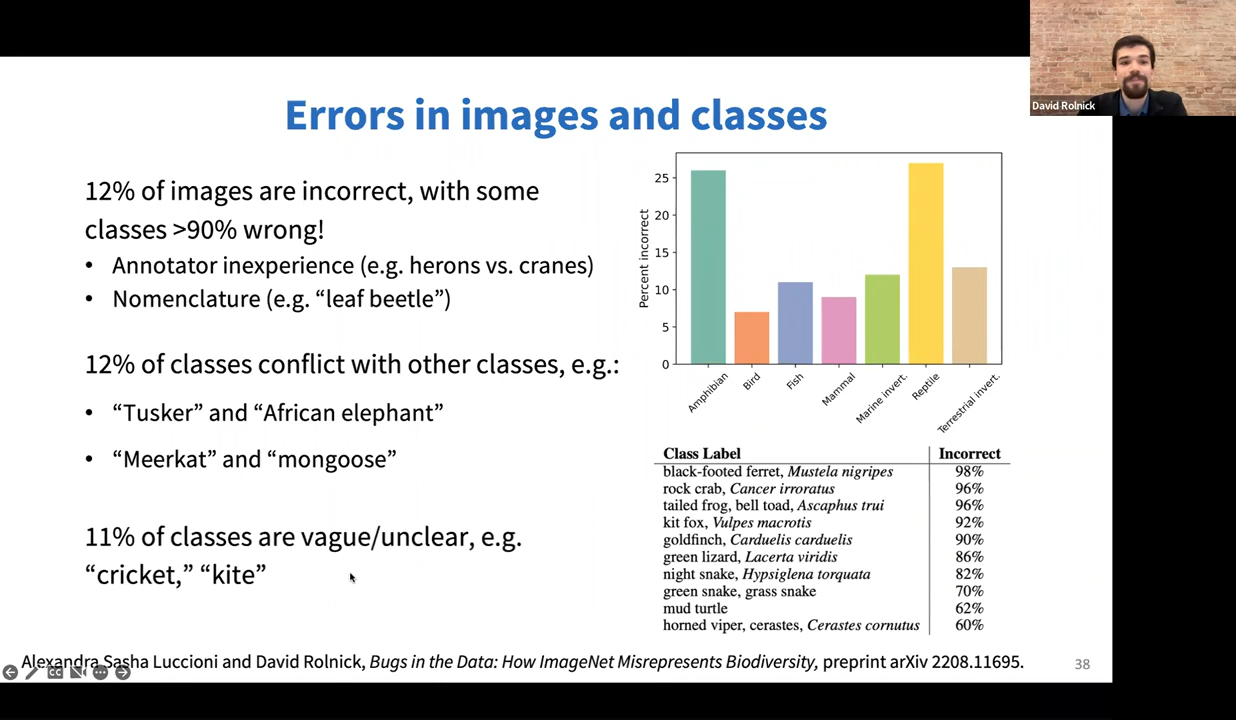 David Rolnick
Errors in images and classes
12% of images are incorrect, with some
classes >90% wrong!
• Annotator inexperience (e.g. herons vs. cranes)
• Nomenclature (e.g. “leaf beetle”)
12% of classes conflict with other classes, e.g.:
• “Tusker” and “African elephant”
• “Meerkat” and “mongoose”
11% of classes are vague/unclear, e.g.
“cricket,” “kite”
Percent incorrect
25
20
15
10
5
0
Amphibian
Bird
Fish
Mammal
Marine invert.
Reptile
Terrestrial invert.
Class Label Incorrect
black-footed ferret, Mustela nigripes 98%
rock crab, Cancer irroratus 96%
tailed frog, bell toad, Ascaphus trui 96%
kit fox, Vulpes macrotis 92%
goldfinch, Carduelis carduelis 90%
green lizard, Lacerta viridis 86%
night snake, Hypsiglena torquata 82%
green snake, grass snake 70%
mud turtle 62%
horned viper, cerastes, Cerastes cornutus 60%
Alexandra Sasha Luccioni and David Rolnick, Bugs in the Data: How ImageNet Misrepresents Biodiversity, preprint arXiv 2208.11695.
38